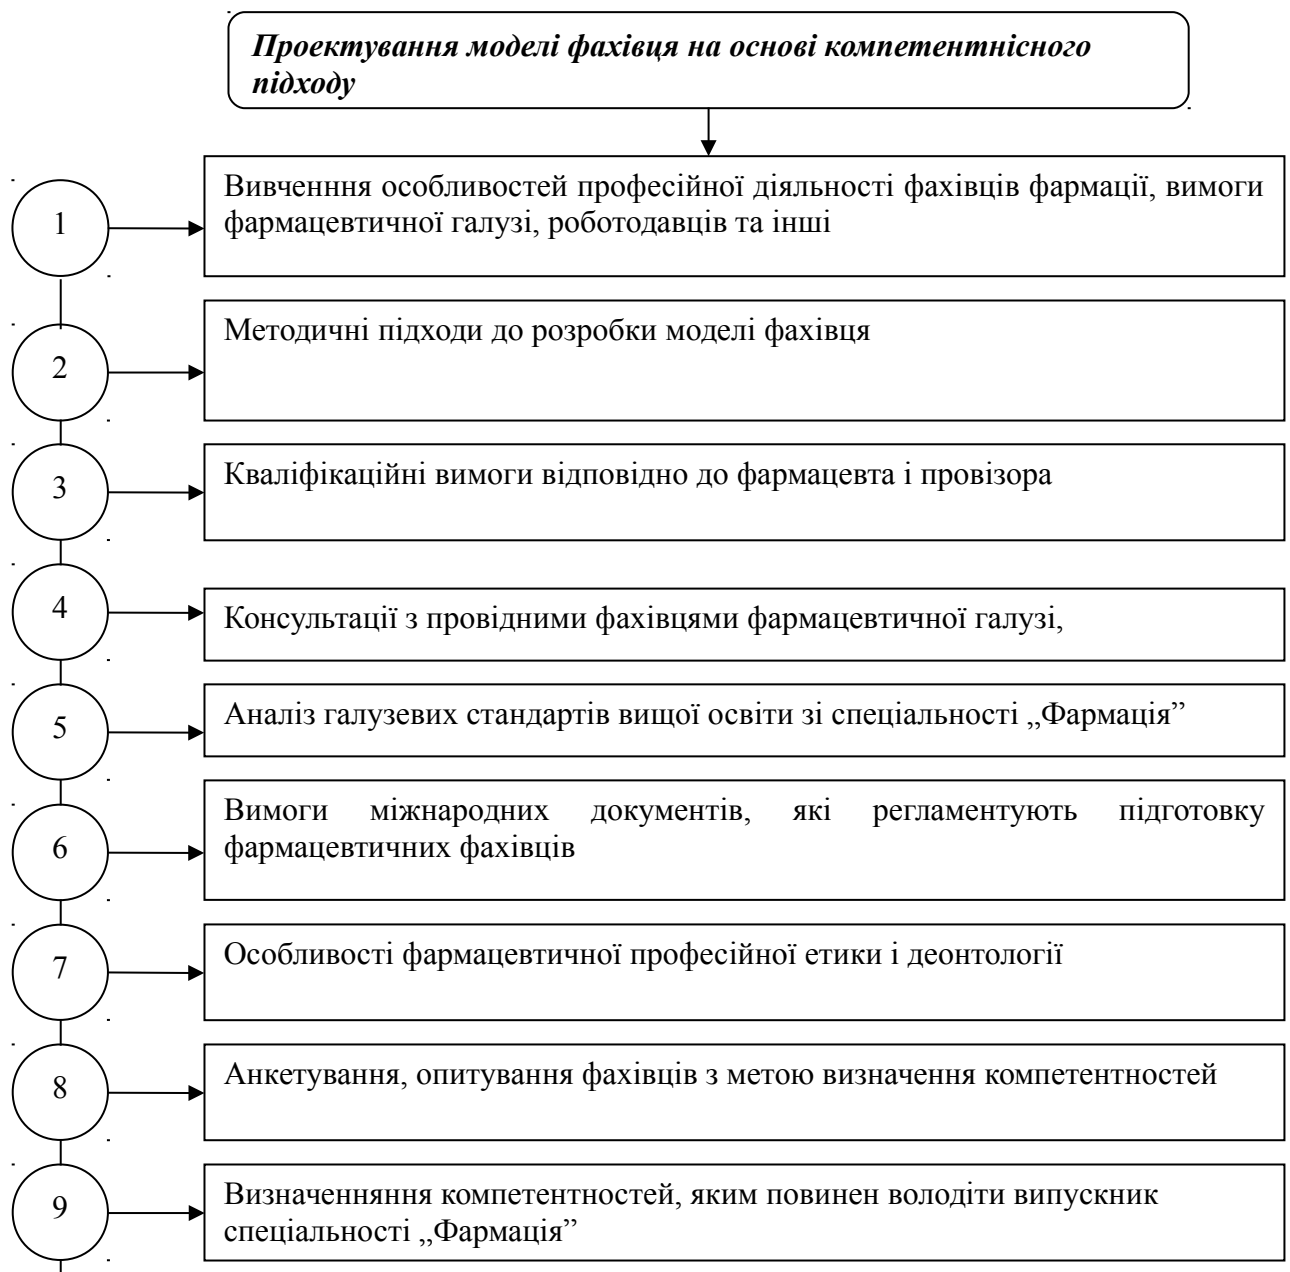 Проектування моделі фахівця на основі компетентнісного
підходу
1
Вивченння особливостей професійної діяльності фахівців фармації, вимоги
фармацевтичної галузі, роботодавців та інші
2
Методичні підходи до розробки моделі фахівця
3
Кваліфікаційні вимоги відповідно до фармацевта і провізора
4
Консультації з провідними фахівцями фармацевтичної галузі,
5
Аналіз галузевих стандартів вищої освіти зі спеціальності „Фармація”
6
Вимоги міжнародних документів, які регламентують підготовку
фармацевтичних фахівців
7
Особливості фармацевтичної професійної етики і деонтології
8
Анкетування, опитування фахівців з метою визначення компетентностей
9
Визначенняння компетентностей, яким повинен володіти випускник
спеціальності „Фармація”